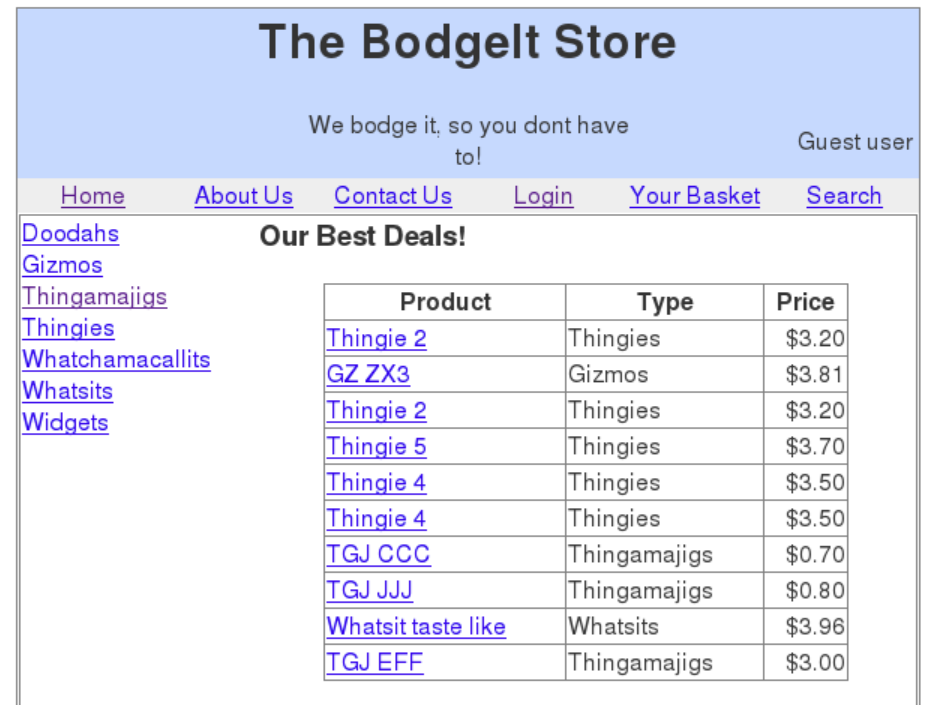 The BodgeIt Store
We bodge it, so you dont have
to!
Guest user
Home About Us Contact Us Login Your Basket Search
Doodahs
Gizmos
Thingamajigs
Thingies
Whatchamacallits
Whatsits
Widgets
Our Best Deals!
Product Type Price
Thingie 2 Thingies $3.20
GZ ZX3 Gizmos $3.81
Thingie 2 Thingies $3.20
Thingie 5 Thingies $3.70
Thingie 4 Thingies $3.50
Thingie 4 Thingies $3.50
TGJ CCC Thingamajigs $0.70
TGJ JJJ Thingamajigs $0.80
Whatsit taste like Whatsits $3.96
TGJ EFF Thingamajigs $3.00